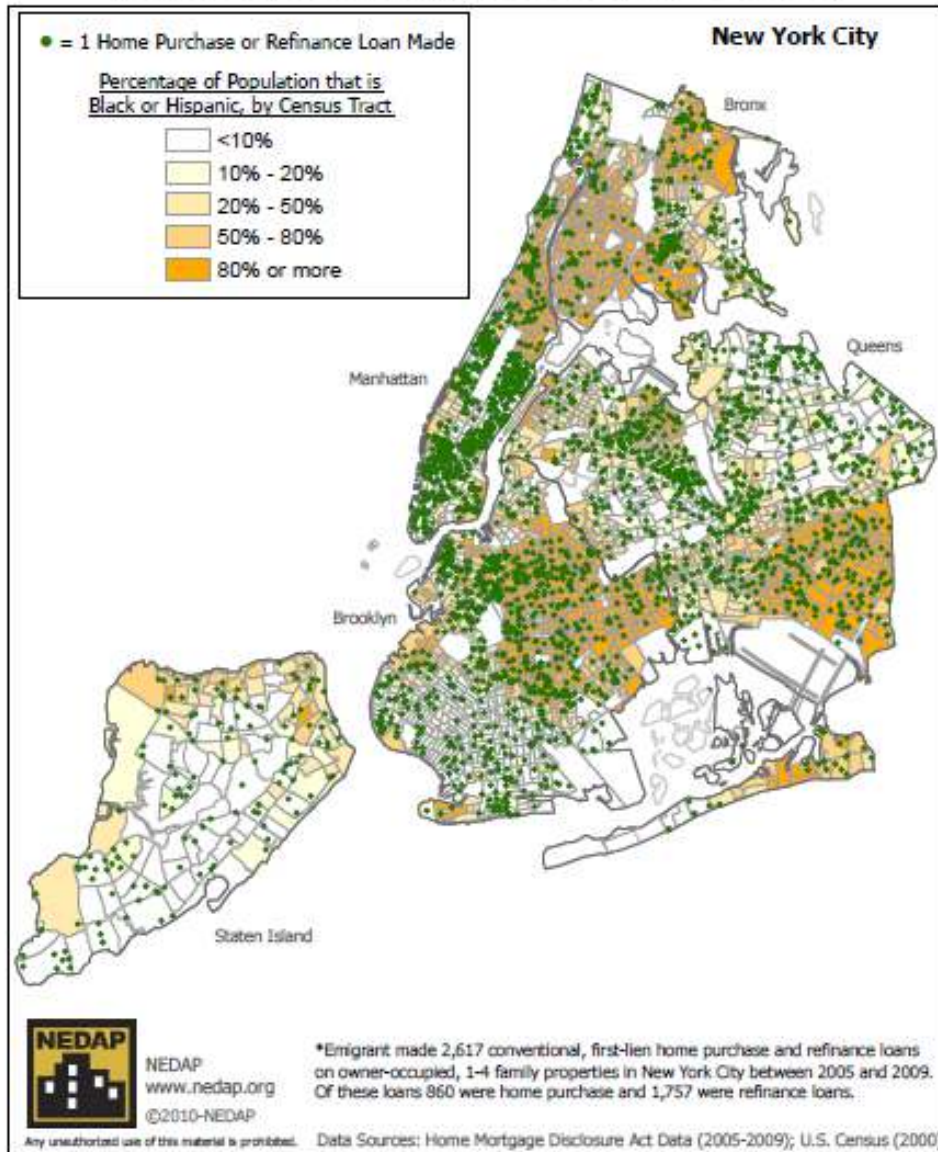 • = 1 Home Purchase or Refinance Loan Made
Percentage of Population that is
Black or Hispanic, by Census Tract
<10%
10% - 20%
20% - 50%
50% - 80%
80% or more
New York City
Bronx
Manhattan
Queens
Brooklyn
Staten Island
NEDAP
NEDAP
www.nedap.org
©2010-NEDAP
Any unauthorized use of this material is prohibited.
*Emigrant made 2,617 conventional, first-lien home purchase and refinance loans
on owner-occupied, 1-4 family properties in New York City between 2005 and 2009.
Of these loans 860 were home purchase and 1,757 were refinance loans.
Data Sources: Home Mortgage Disclosure Act Data (2005-2009); U.S. Census (2000)